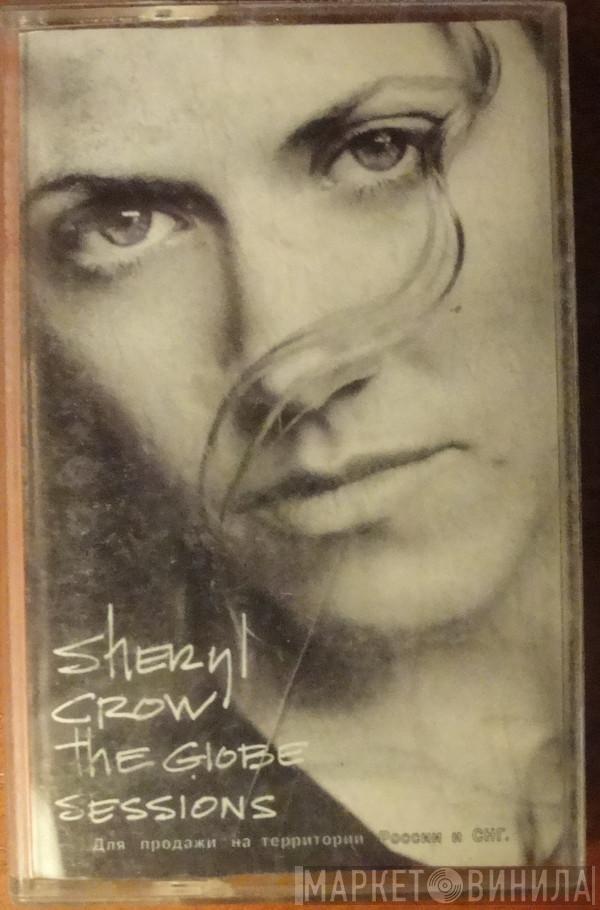 Sheryl
Crow
the Globe
Sessions
Для продажи на территории России и СНГ.
МАРКЕТ ВИНИЛА